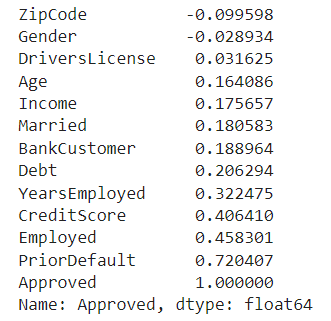 ZipCode -0.099598
Gender -0.028934
DriversLicense 0.031625
Age 0.164086
Income 0.175657
Married 0.180583
BankCustomer 0.188964
Debt 0.206294
YearsEmployed 0.322475
CreditScore 0.406410
Employed 0.458301
PriorDefault 0.720407
Approved 1.000000
Name: Approved, dtype: float64